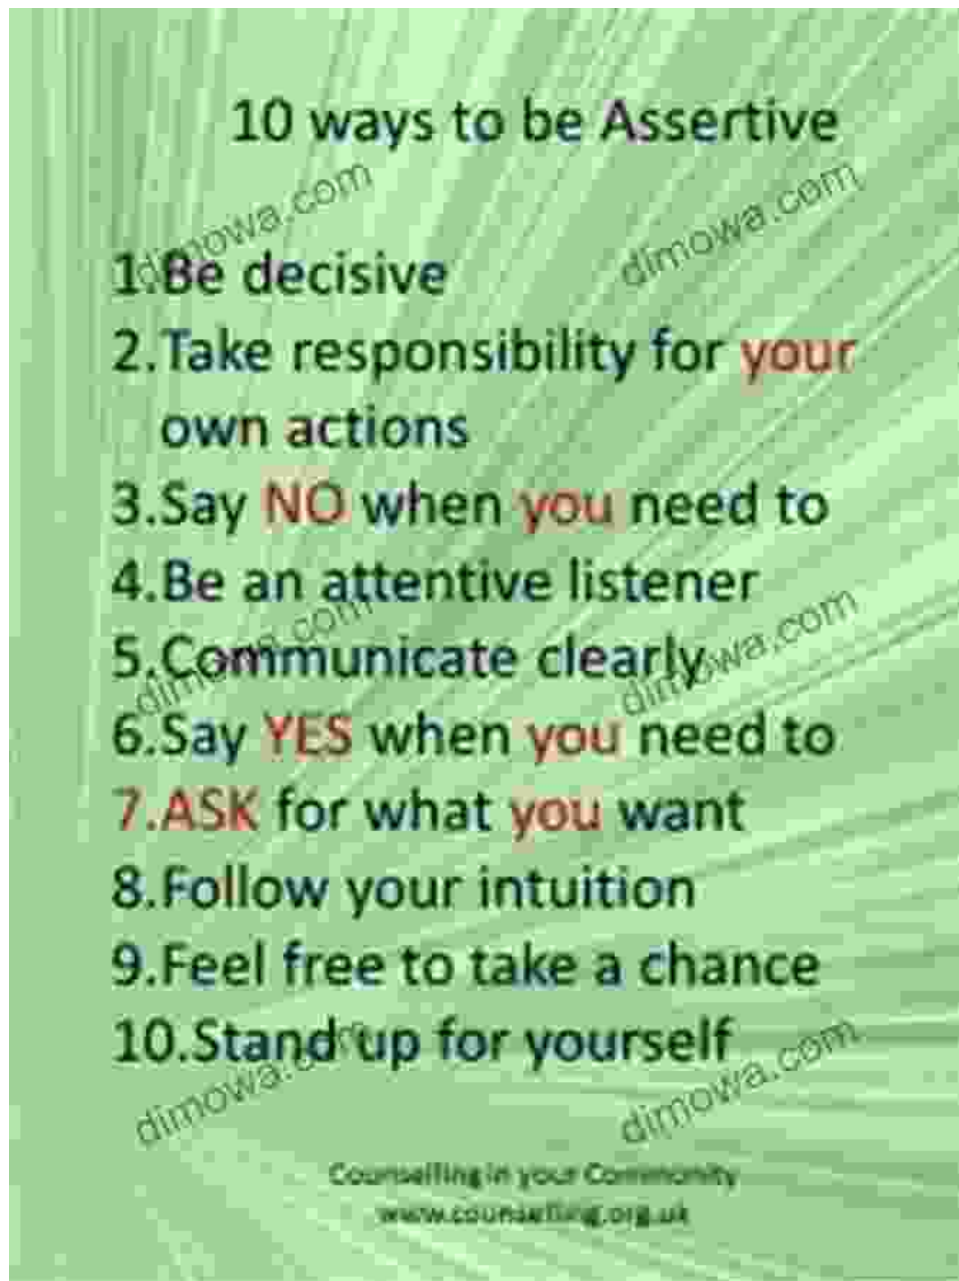 10 ways to be Assertive
dimowa.com
dimowa.com
1.Be decisive
2.Take responsibility for your
own actions
3.Say NO when you need to
4.Be an attentive listener
dimowa.com
dimowa.com
5.Communicate clearly
6.Say YES when you need to
7.ASK for what you want
8.Follow your intuition
9.Feel free to take a chance
10.Stand up for yourself
dimowa.com
dimowa.com
Counselling in your Community
www.counselling.org.uk